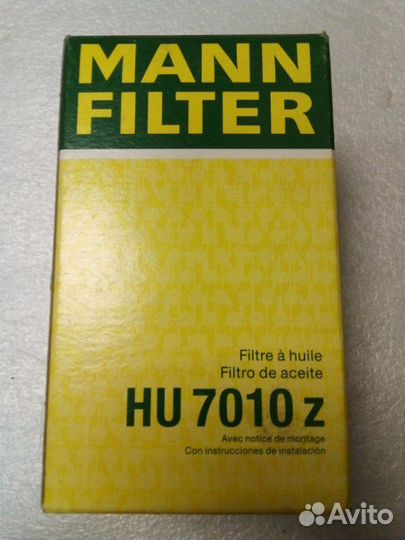 MANN
FILTER
Filtre à huile
Filtro de aceite
HU 7010 z
Avec notice de montage
Con instrucciones de instalación
Avito